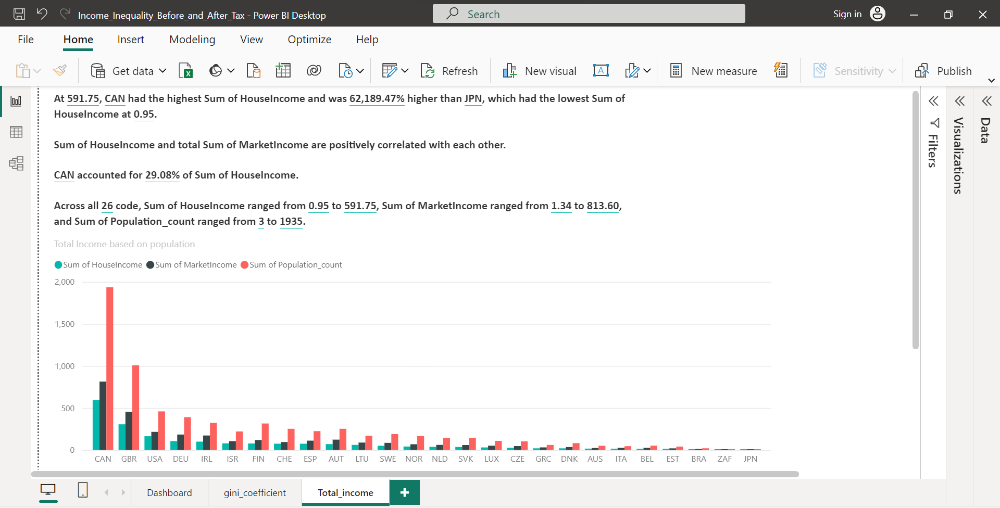 Income_Inequality_Before_and_After_Tax - Power BI Desktop
Search
Sign in
File Home Insert Modeling View Optimize Help
Get data Refresh New visual New measure Sensitivity Publish
At 591.75, CAN had the highest Sum of HouseIncome and was 62,189.47% higher than JPN, which had the lowest Sum of
HouseIncome at 0.95.
Sum of HouseIncome and total Sum of MarketIncome are positively correlated with each other.
CAN accounted for 29.08% of Sum of HouseIncome.
Across all 26 code, Sum of HouseIncome ranged from 0.95 to 591.75, Sum of MarketIncome ranged from 1.34 to 813.60,
and Sum of Population_count ranged from 3 to 1935.
Total Income based on population
Sum of HouseIncome Sum of MarketIncome Sum of Population_count
2,000
1,500
1,000
500
0
CAN GBR USA DEU IRL ISR FIN CHE ESP AUT LTU SWE NOR NLD SVK LUX CZE GRC DNK AUS ITA BEL EST BRA ZAF JPN
Filters
Visualizations
Data
Dashboard gini_coefficient Total_income